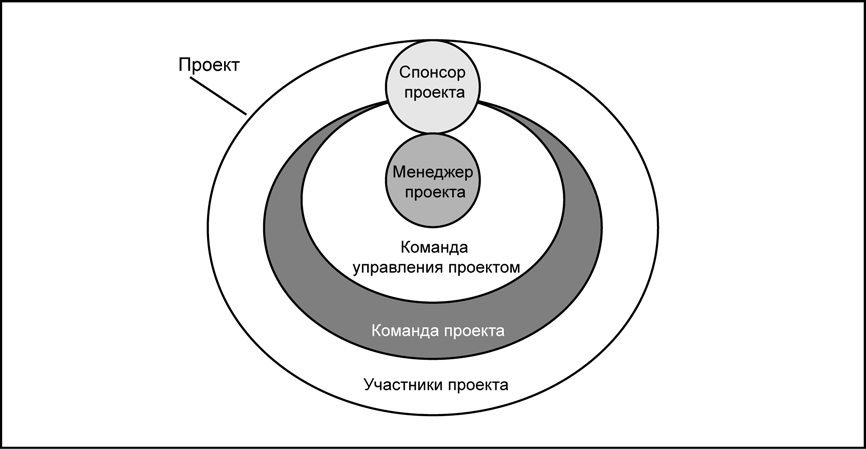 Проект
Спонсор
проекта
Менеджер
проекта
Команда
управления проектом
Команда проекта
Участники проекта